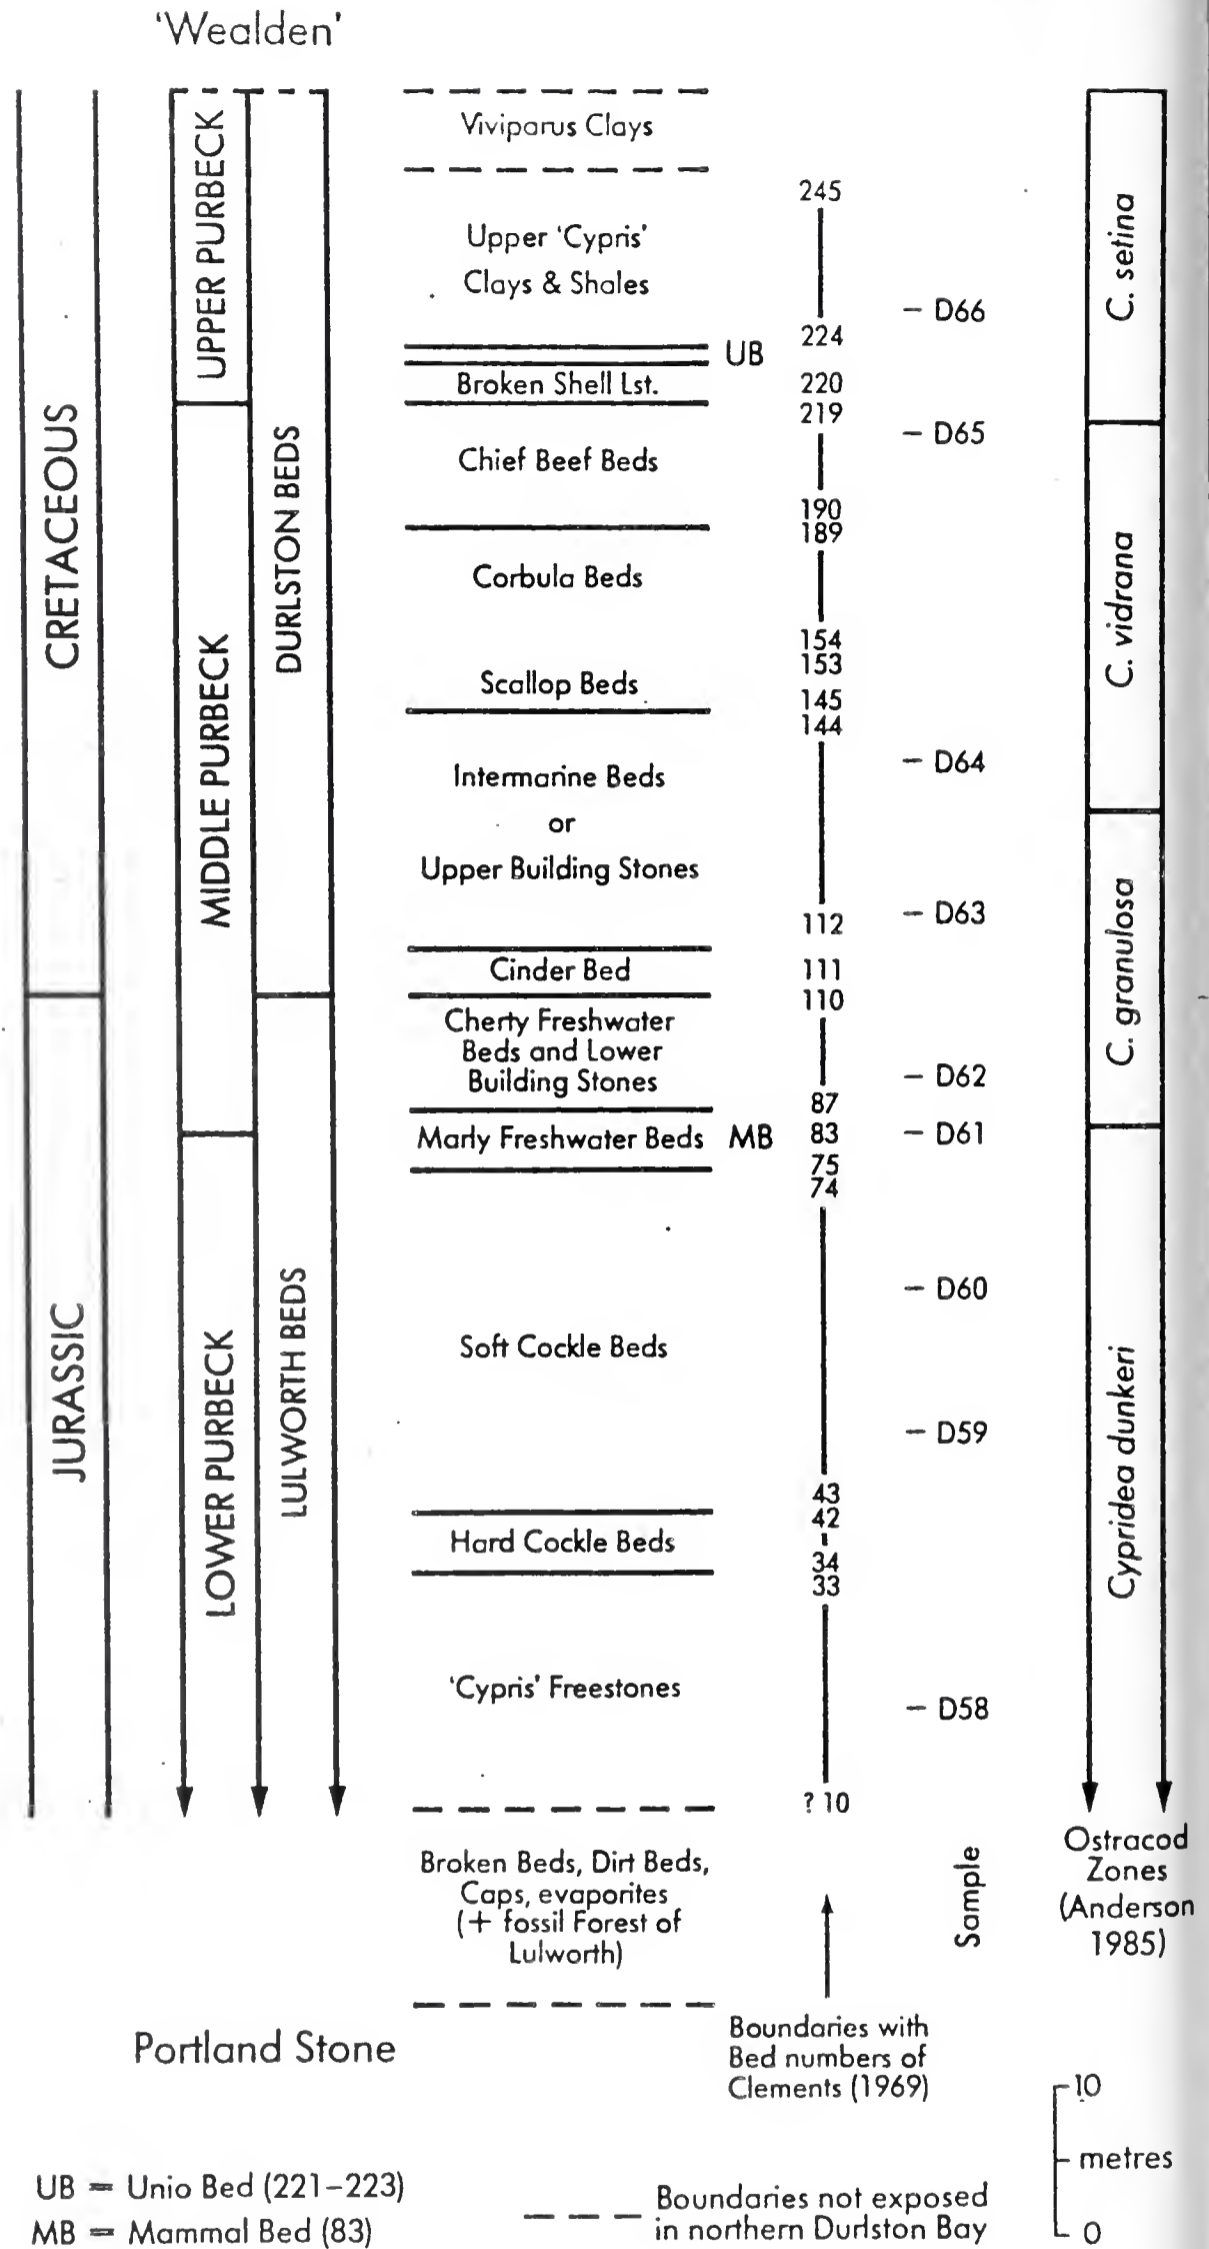 'Wealden'
CRETACEOUS
JURASSIC
UPPER PURBECK
MIDDLE PURBECK
LOWER PURBECK
DURLSTON BEDS
LULWORTH BEDS
Viviparus Clays
Upper 'Cypris'
Clays & Shales
UB
Broken Shell Lst.
Chief Beef Beds
Corbula Beds
Scallop Beds
Intermarine Beds
or
Upper Building Stones
Cinder Bed
Cherty Freshwater
Beds and Lower
Building Stones
Marly Freshwater Beds MB
Soft Cockle Beds
Hard Cockle Beds
'Cypris' Freestones
Broken Beds, Dirt Beds,
Caps, evaporites
(+ fossil Forest of
Lulworth)
245
224
220
219
190
189
154
153
145
144
112
111
110
87
83
75
74
43
42
34
33
? 10
Boundaries with
Bed numbers of
Clements (1969)
– D66
– D65
– D64
– D63
– D62
– D61
– D60
– D59
– D58
Sample
C. setina
C. vidrana
C. granulosa
Cypridea dunkeri
Ostracod
Zones
(Anderson
1985)
Portland Stone
UB = Unio Bed (221–223)
MB = Mammal Bed (83)
Boundaries not exposed
in northern Durlston Bay
10
metres
0